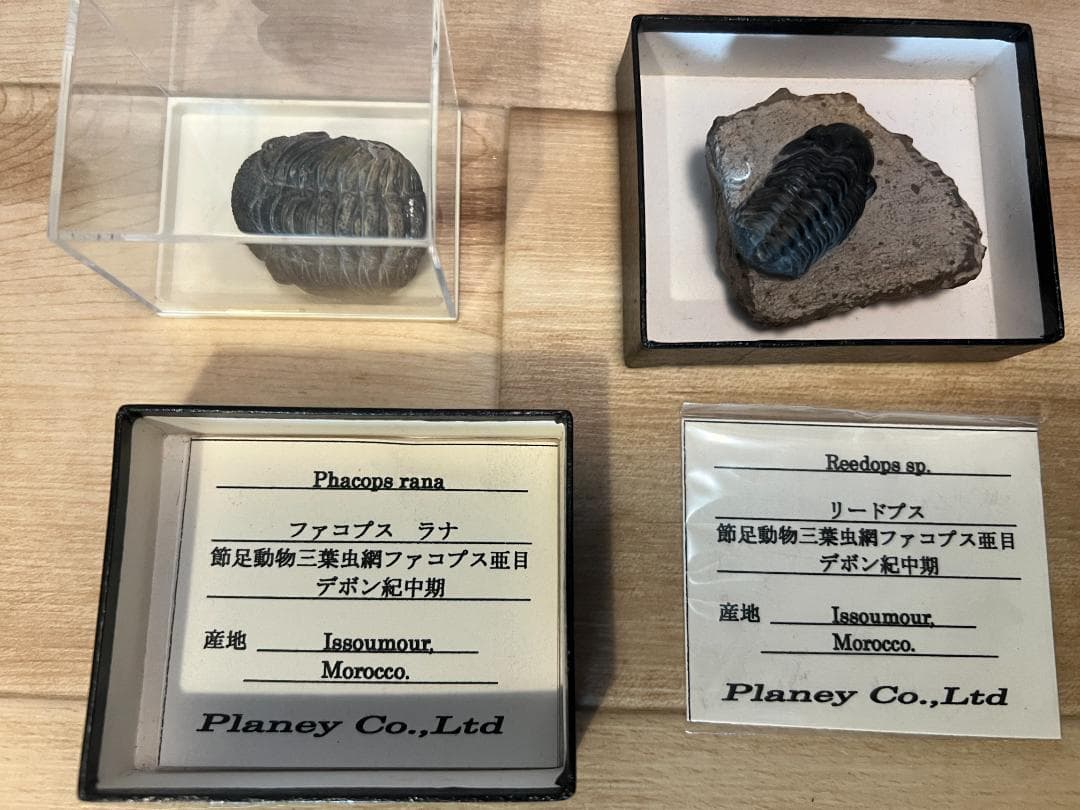 Phacops rana
ファコプス ラナ
節足動物三葉虫網ファコプス亜目
デボン紀中期
産地 Issoumour,
Morocco.
Planey Co.,Ltd
Reedops sp.
リードプス
節足動物三葉虫網ファコプス亜目
デボン紀中期
産地 Issoumour,
Morocco.
Planey Co.,Ltd